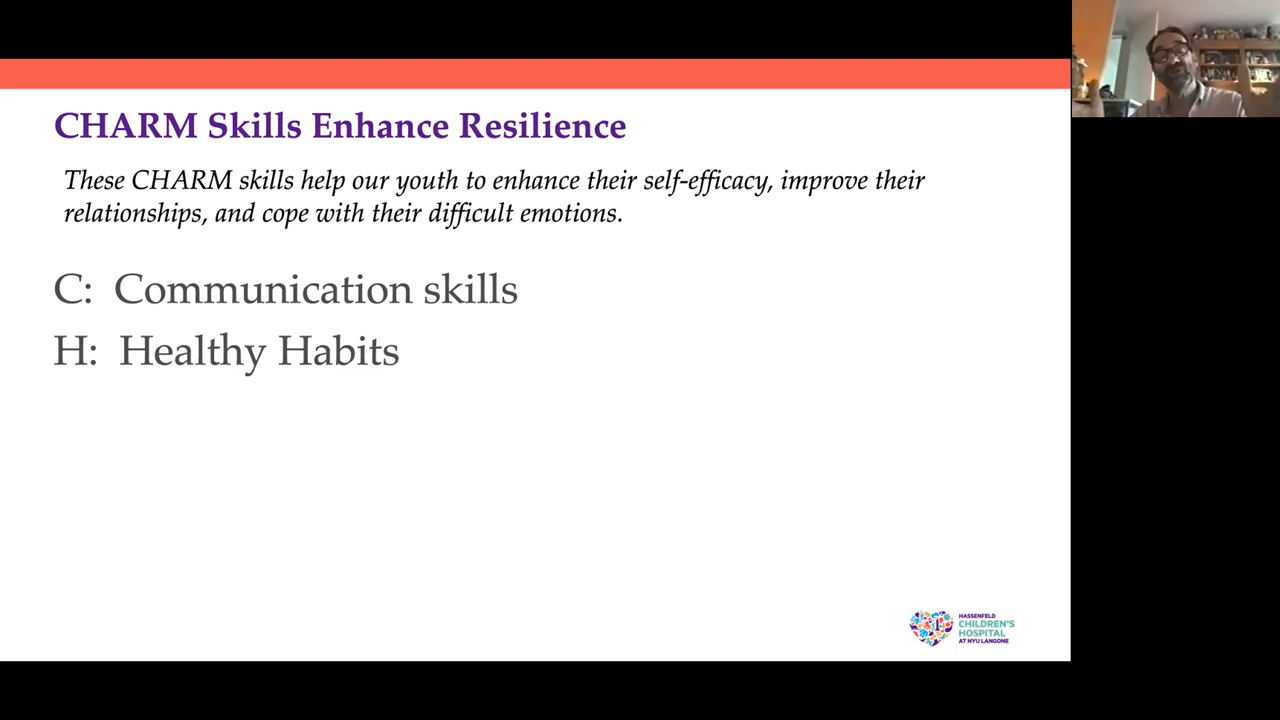 CHARM Skills Enhance Resilience
These CHARM skills help our youth to enhance their self-efficacy, improve their
relationships, and cope with their difficult emotions.
C: Communication skills
H: Healthy Habits
HASSENFELD
CHILDREN'S
HOSPITAL
AT NYU LANGONE